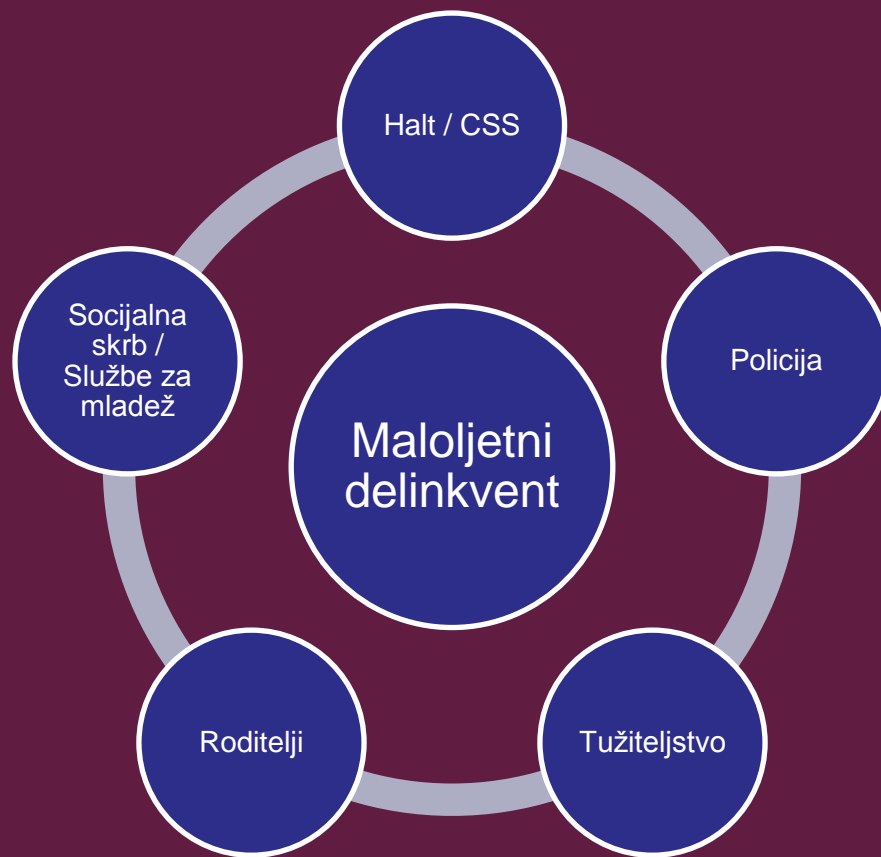 Halt / CSS
Socijalna
skrb /
Službe za
mladež
Policija
Maloljetni
delinkvent
Roditelji
Tužiteljstvo